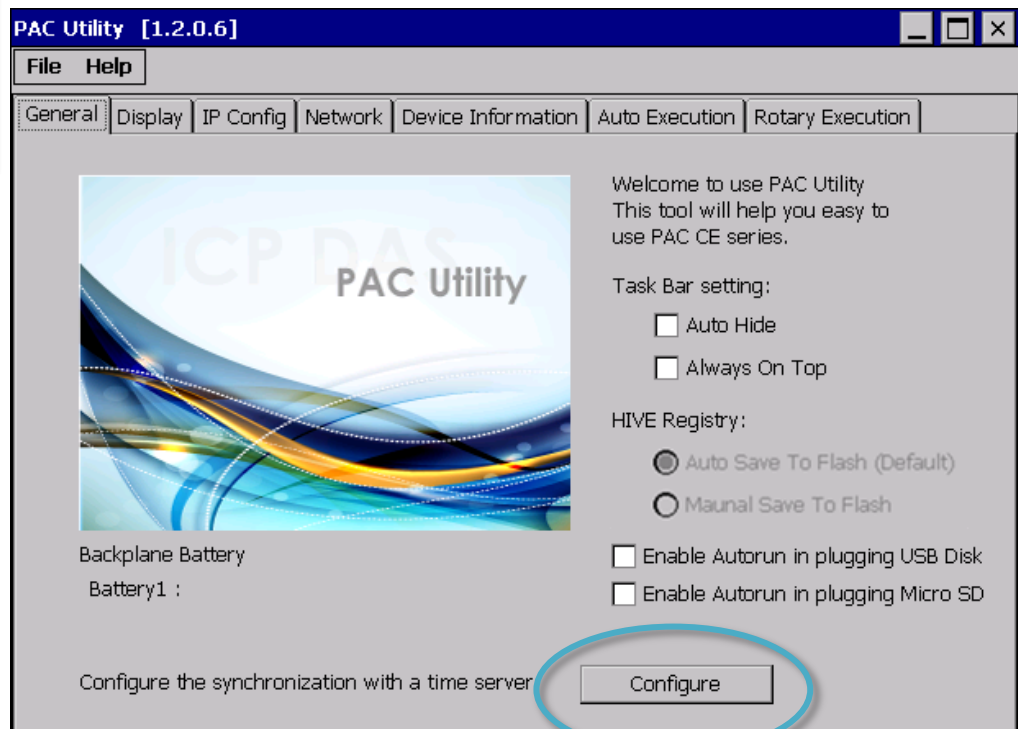 PAC Utility [1.2.0.6]
File Help
General Display IP Config Network Device Information Auto Execution Rotary Execution
ICP DAS
PAC Utility
Welcome to use PAC Utility
This tool will help you easy to
use PAC CE series.
Task Bar setting:
Auto Hide
Always On Top
HIVE Registry:
Auto Save To Flash (Default)
Maunal Save To Flash
Backplane Battery
Battery1 :
Enable Autorun in plugging USB Disk
Enable Autorun in plugging Micro SD
Configure the synchronization with a time server
Configure